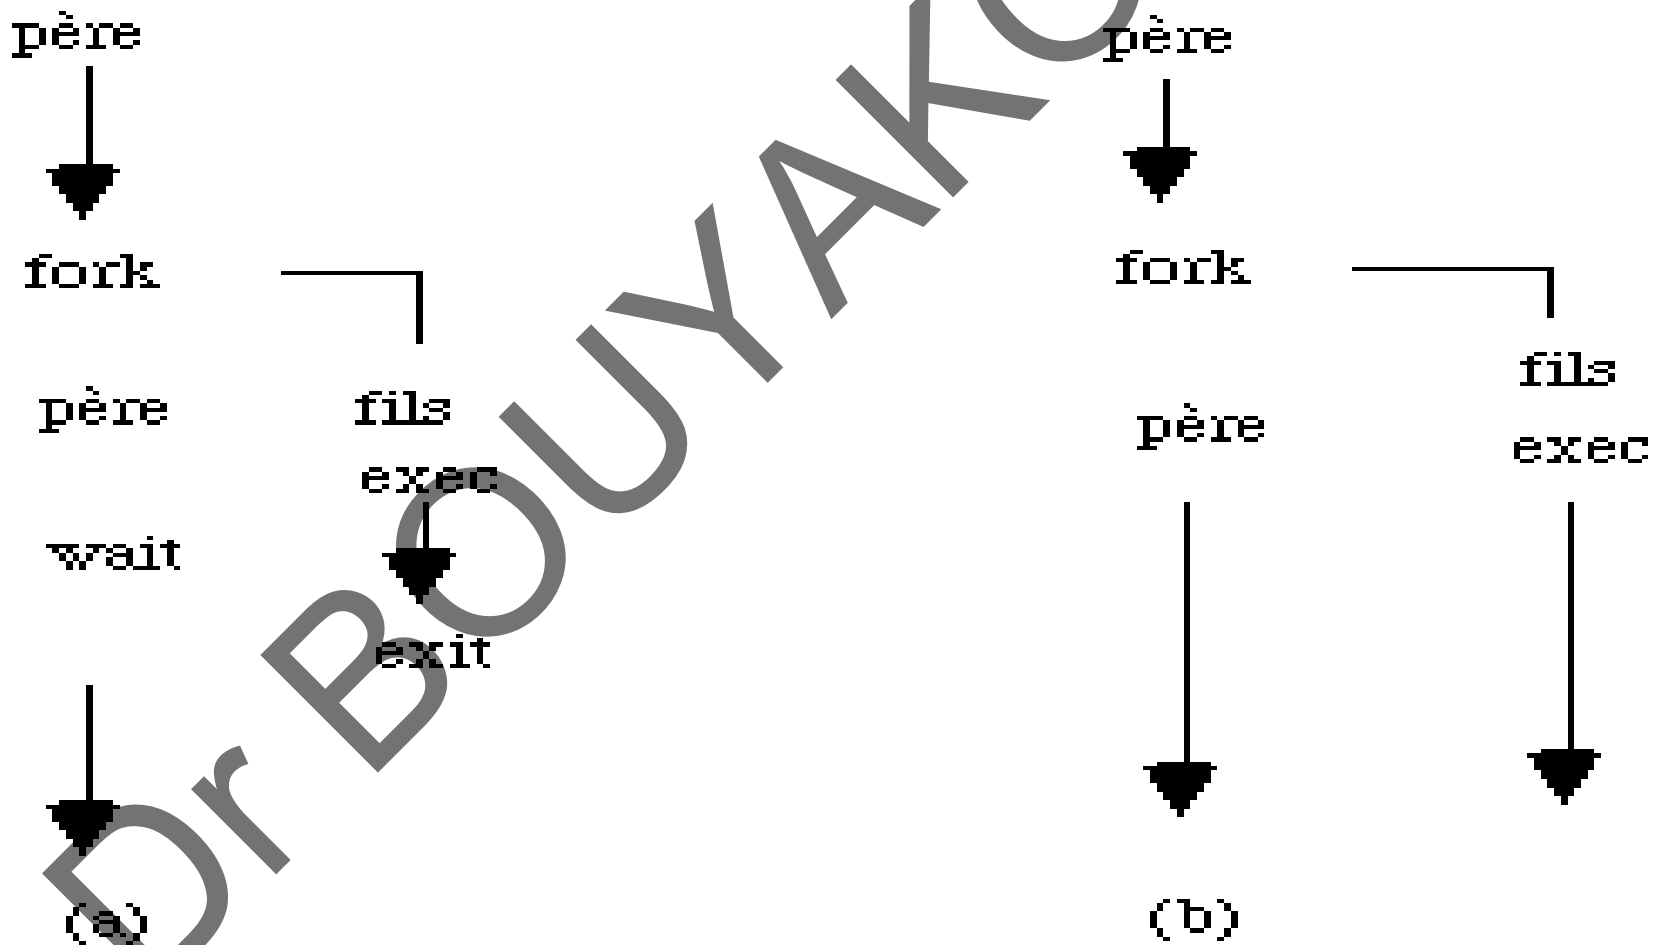 père
fork
père
fils
exec
wait
exit
(a)
père
fork
fils
père
exec
(b)
Dr BOUYAKO